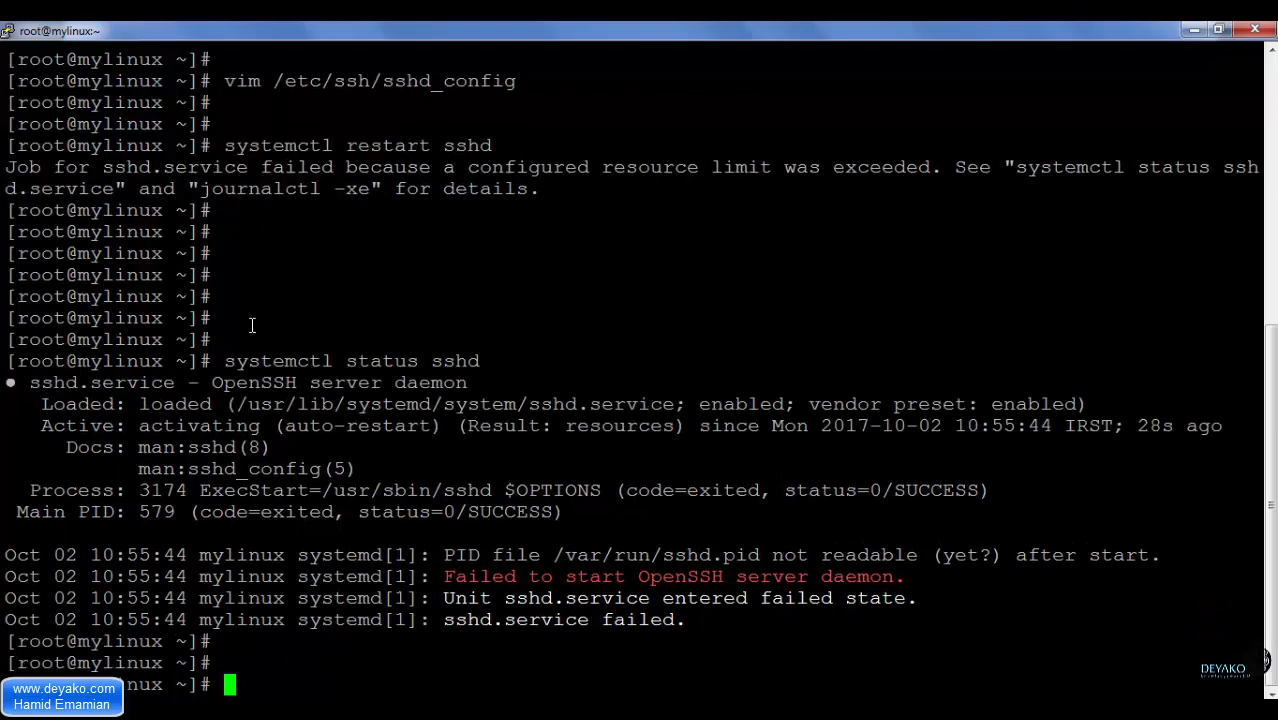 root@mylinux:~
[root@mylinux ~]#
[root@mylinux ~]# vim /etc/ssh/sshd_config
[root@mylinux ~]#
[root@mylinux ~]#
[root@mylinux ~]# systemctl restart sshd
Job for sshd.service failed because a configured resource limit was exceeded. See "systemctl status ssh
d.service" and "journalctl -xe" for details.
[root@mylinux ~]#
[root@mylinux ~]#
[root@mylinux ~]#
[root@mylinux ~]#
[root@mylinux ~]#
[root@mylinux ~]#
[root@mylinux ~]#
[root@mylinux ~]# systemctl status sshd
● sshd.service - OpenSSH server daemon
Loaded: loaded (/usr/lib/systemd/system/sshd.service; enabled; vendor preset: enabled)
Active: activating (auto-restart) (Result: resources) since Mon 2017-10-02 10:55:44 IRST; 28s ago
Docs: man:sshd(8)
man:sshd_config(5)
Process: 3174 ExecStart=/usr/sbin/sshd $OPTIONS (code=exited, status=0/SUCCESS)
Main PID: 579 (code=exited, status=0/SUCCESS)
Oct 02 10:55:44 mylinux systemd[1]: PID file /var/run/sshd.pid not readable (yet?) after start.
Oct 02 10:55:44 mylinux systemd[1]: Failed to start OpenSSH server daemon.
Oct 02 10:55:44 mylinux systemd[1]: Unit sshd.service entered failed state.
Oct 02 10:55:44 mylinux systemd[1]: sshd.service failed.
[root@mylinux ~]#
[root@mylinux ~]#
nux ~]#
www.deyako.com
Hamid Emamian
DEYAKO